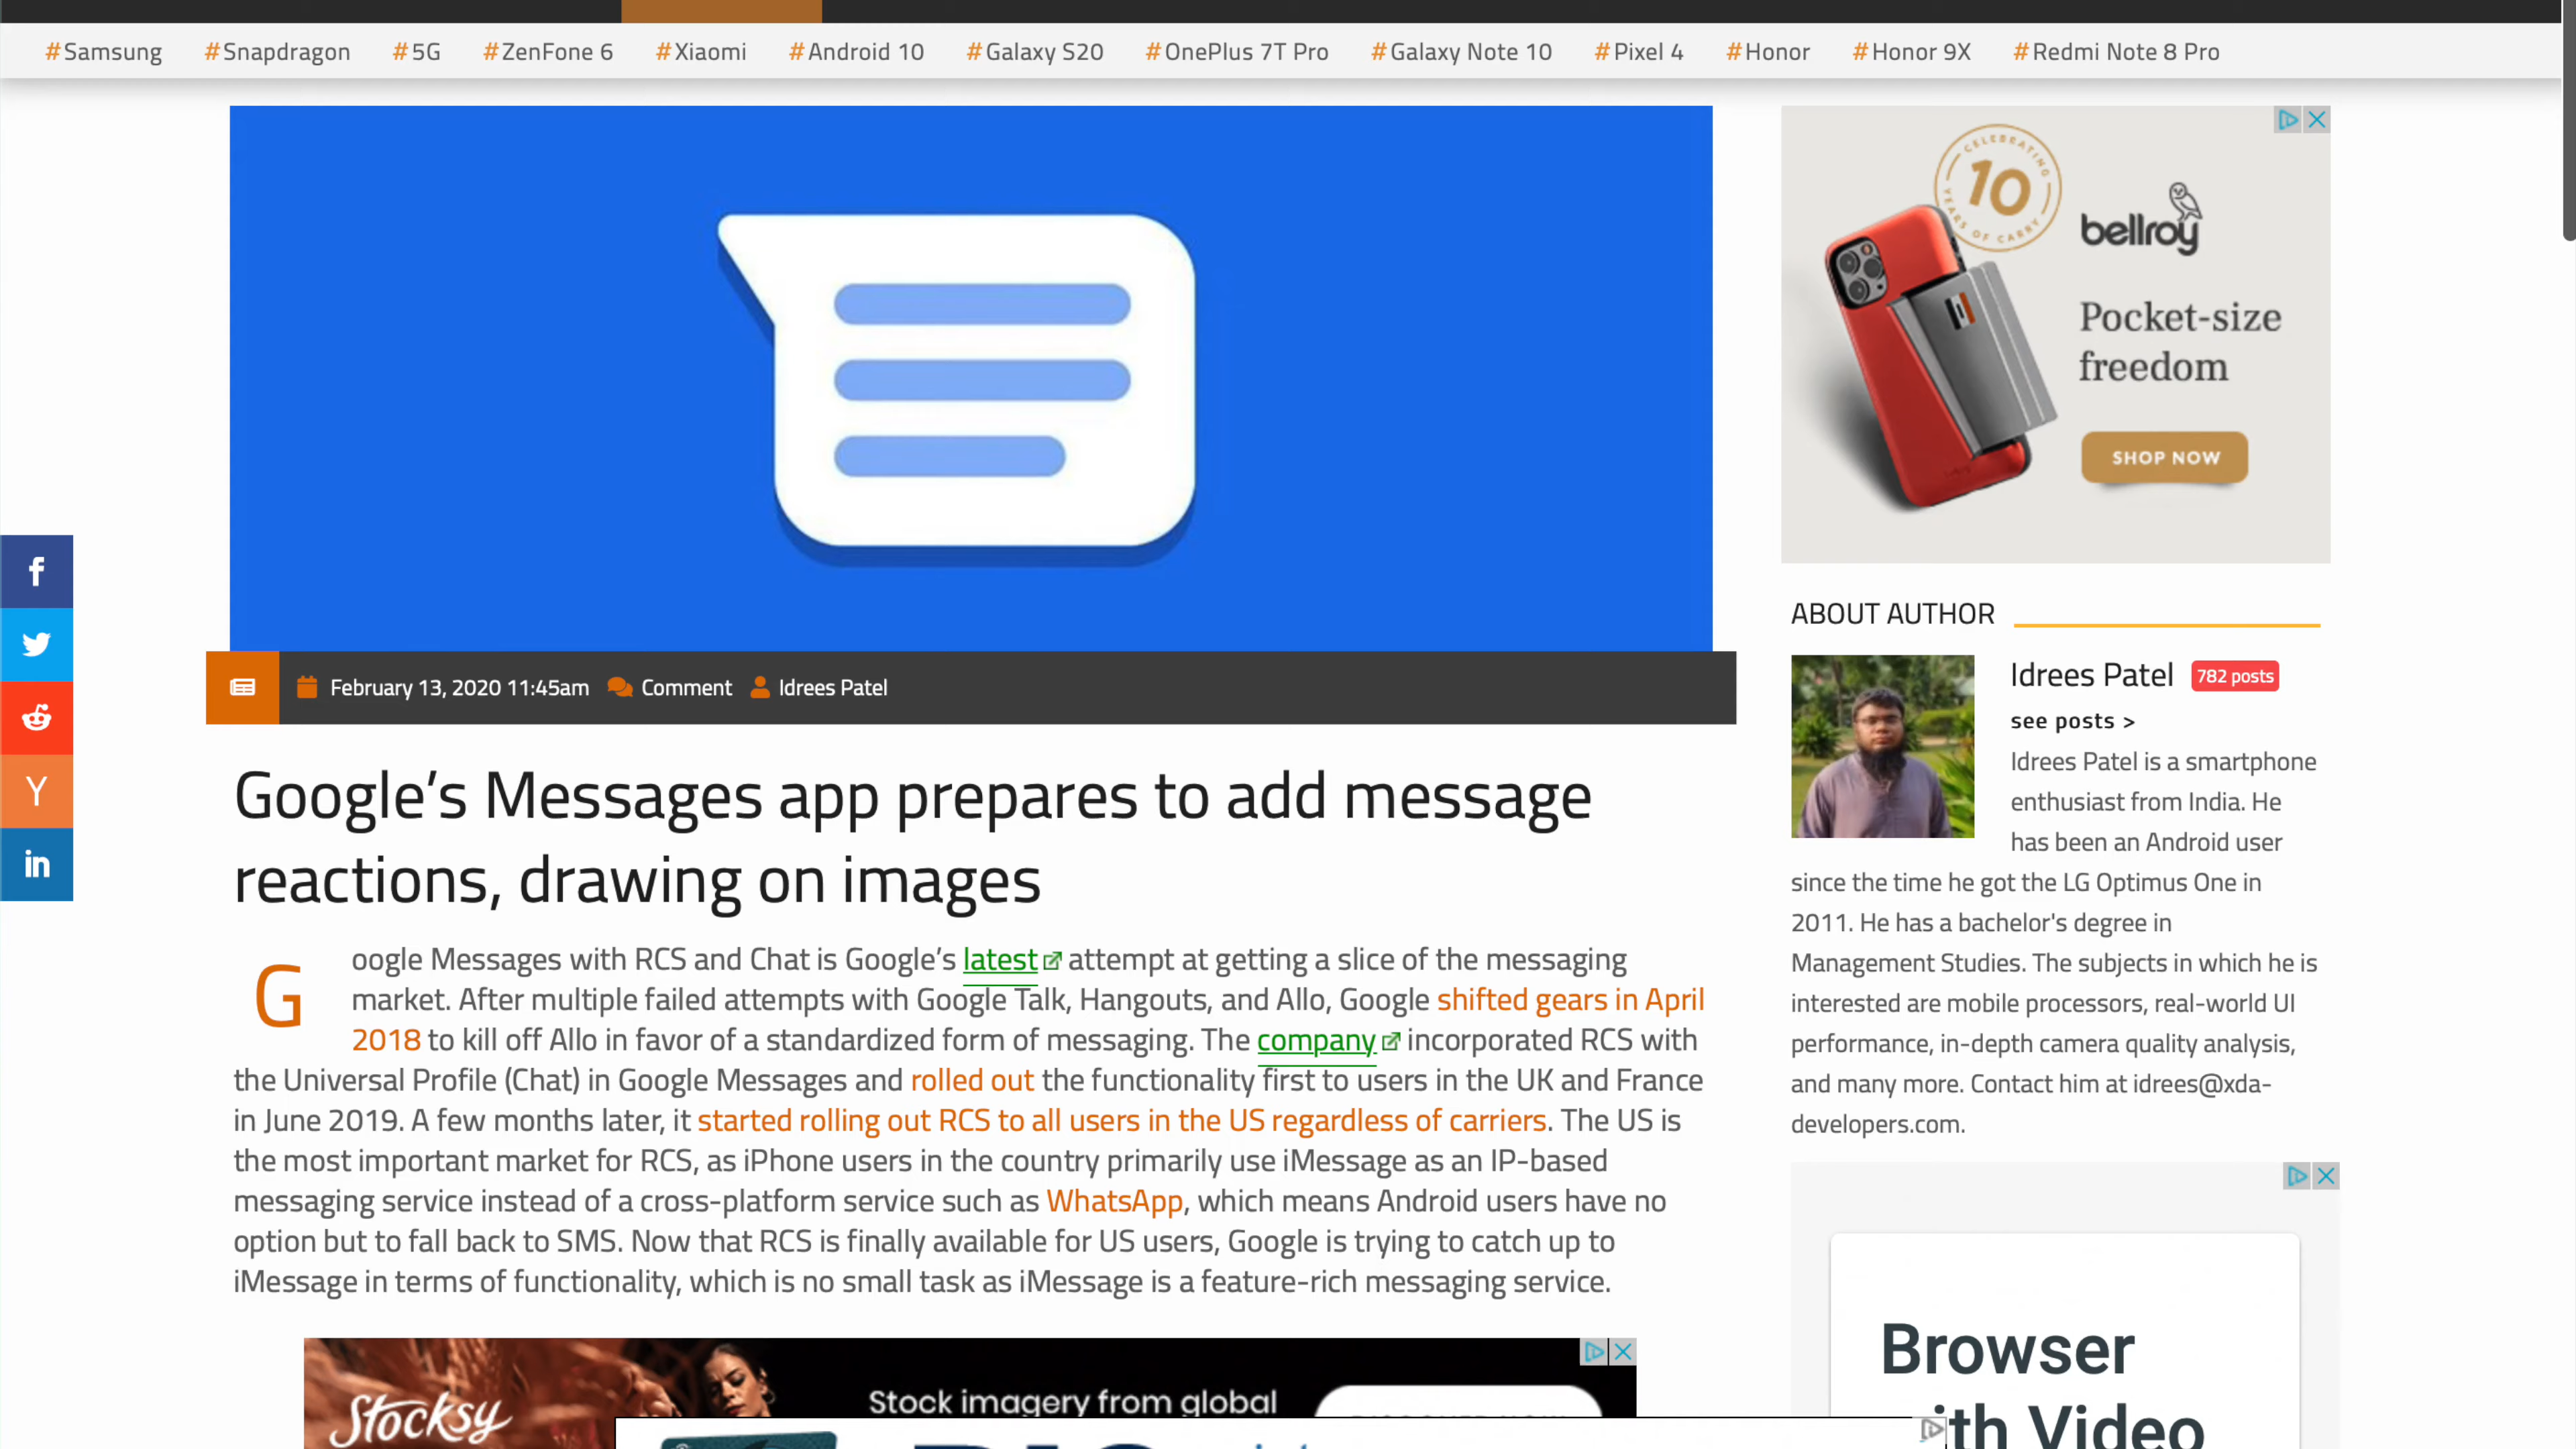 #Samsung #Snapdragon #5G #ZenFone 6 #Xiaomi #Android 10 #Galaxy S20 #OnePlus 7T Pro #Galaxy Note 10 #Pixel 4 #Honor #Honor 9X #Redmi Note 8 Pro
CELEBRATING
10
YEARS OF CARRY
bellroy
Pocket-size
freedom
SHOP NOW
February 13, 2020 11:45am Comment Idrees Patel
Google’s Messages app prepares to add message
reactions, drawing on images
Google Messages with RCS and Chat is Google’s latest attempt at getting a slice of the messaging
market. After multiple failed attempts with Google Talk, Hangouts, and Allo, Google shifted gears in April
2018 to kill off Allo in favor of a standardized form of messaging. The company incorporated RCS with
the Universal Profile (Chat) in Google Messages and rolled out the functionality first to users in the UK and France
in June 2019. A few months later, it started rolling out RCS to all users in the US regardless of carriers. The US is
the most important market for RCS, as iPhone users in the country primarily use iMessage as an IP-based
messaging service instead of a cross-platform service such as WhatsApp, which means Android users have no
option but to fall back to SMS. Now that RCS is finally available for US users, Google is trying to catch up to
iMessage in terms of functionality, which is no small task as iMessage is a feature-rich messaging service.
Stocksy
Stock imagery from global
ABOUT AUTHOR
Idrees Patel 782 posts
see posts >
Idrees Patel is a smartphone
enthusiast from India. He
has been an Android user
since the time he got the LG Optimus One in
2011. He has a bachelor's degree in
Management Studies. The subjects in which he is
interested are mobile processors, real-world UI
performance, in-depth camera quality analysis,
and many more. Contact him at idrees@xda-
developers.com.
Browser
ith Video